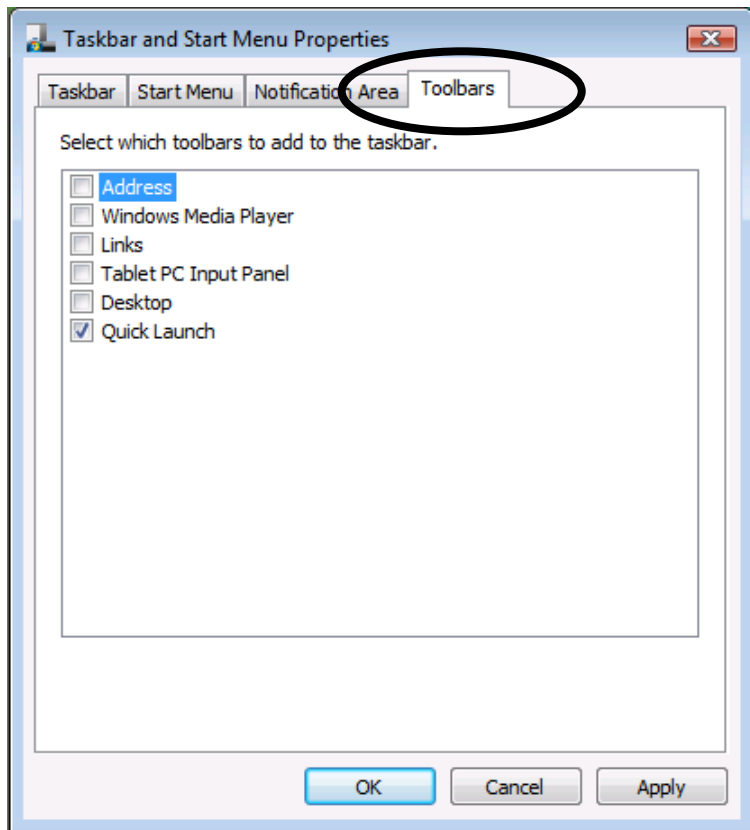 Taskbar and Start Menu Properties
Taskbar Start Menu Notification Area Toolbars
Select which toolbars to add to the taskbar.
Address
Windows Media Player
Links
Tablet PC Input Panel
Desktop
Quick Launch
OK Cancel Apply